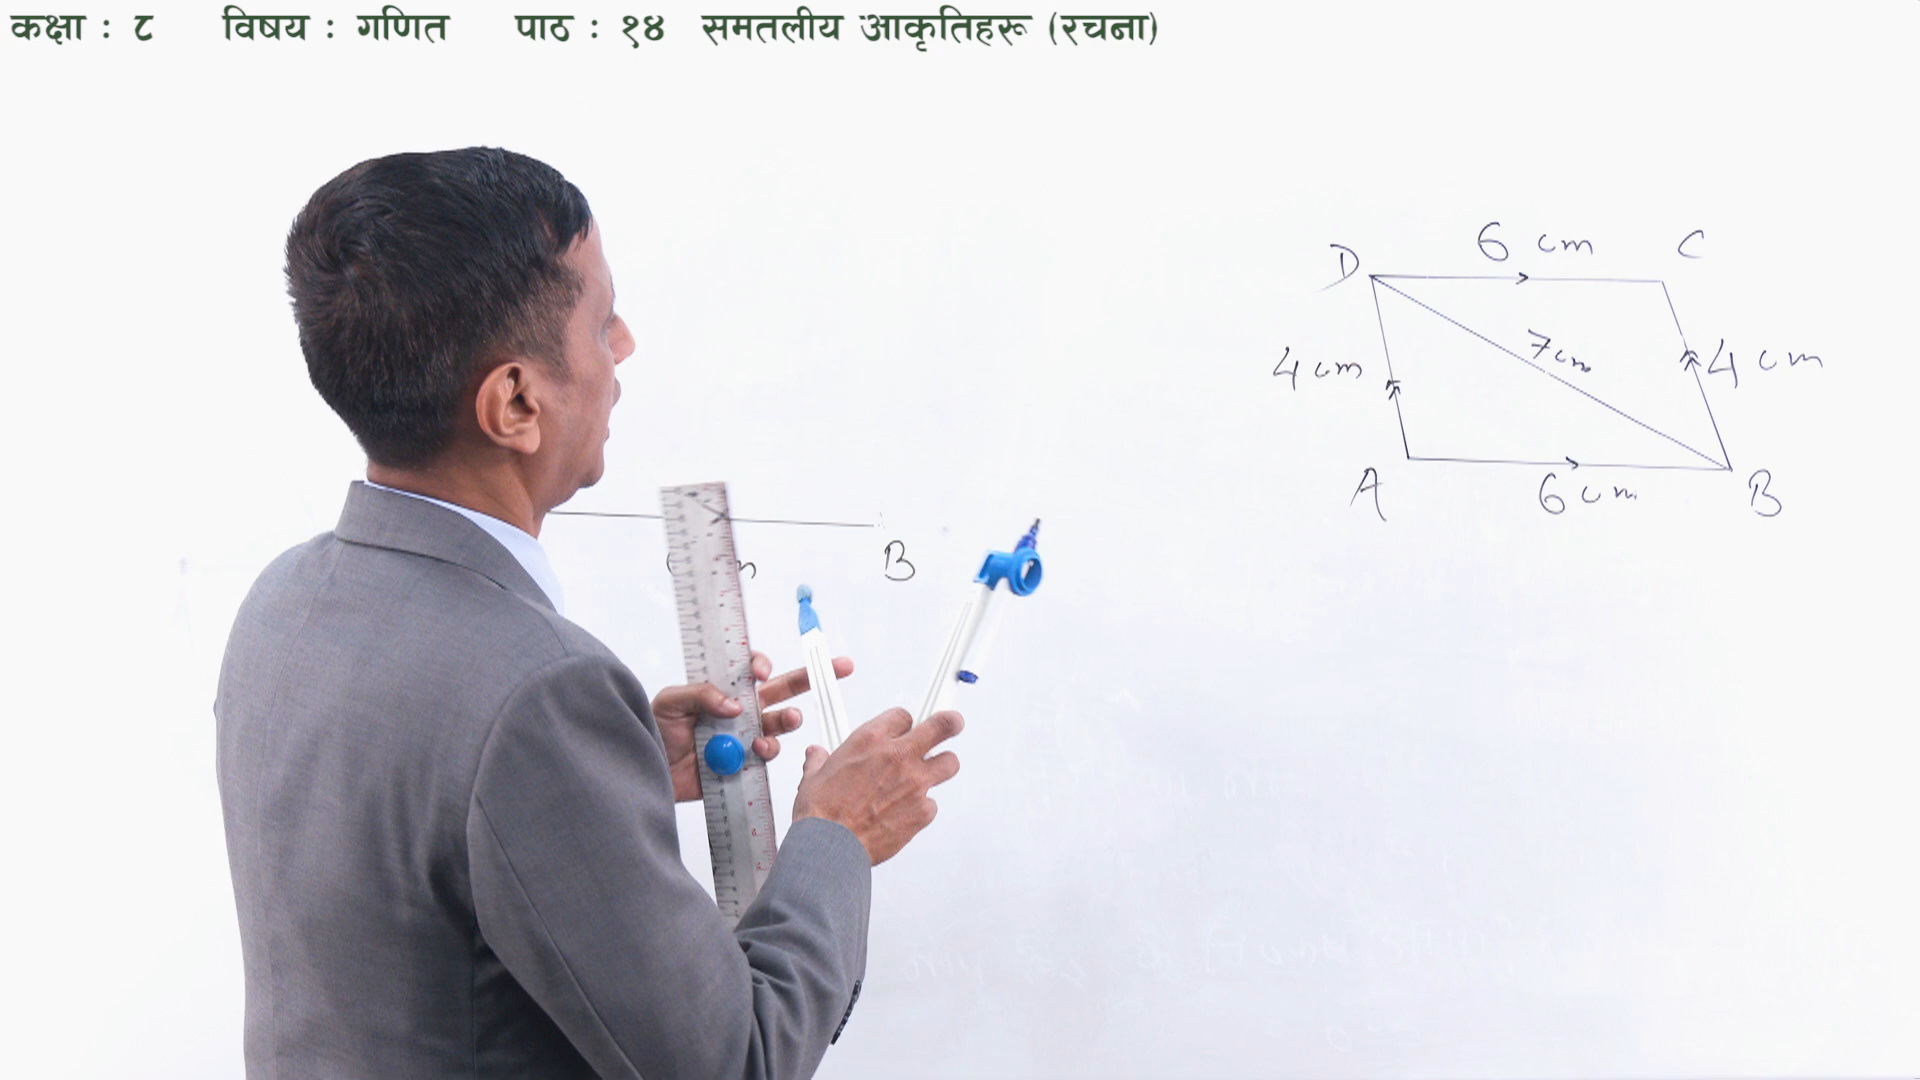 कक्षा : ८ विषय : गणित पाठ : १४ समतलीय आकृतिहरू (रचना)
D 6 cm C
4 cm 7cm 4 cm
A 6 cm B
B